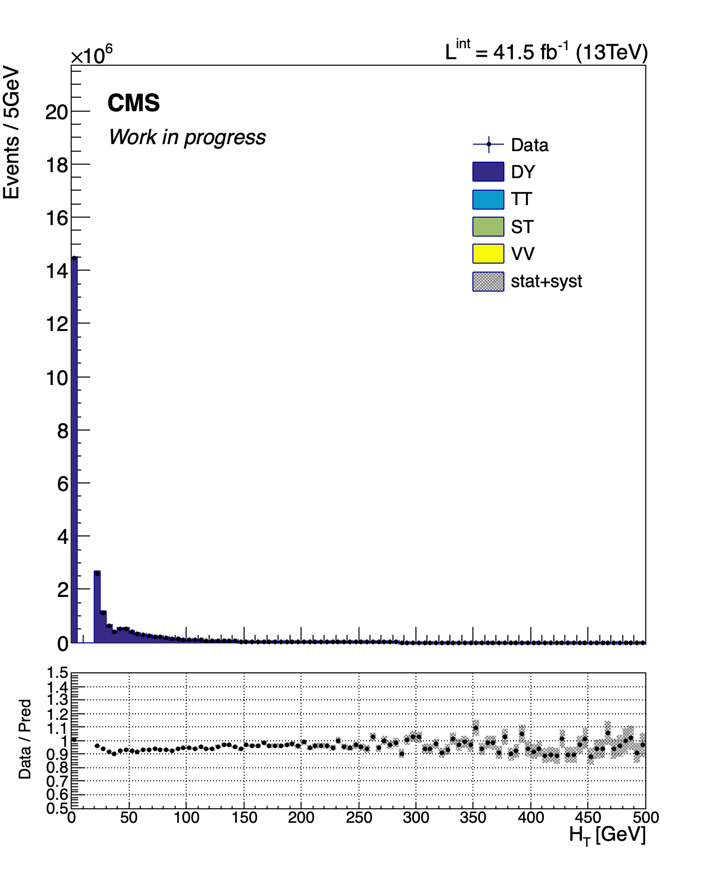 ×10⁶
Lⁱⁿᵗ = 41.5 fb⁻¹ (13TeV)
Events / 5GeV
CMS
Work in progress
Data
DY
TT
ST
VV
stat+syst
20
18
16
14
12
10
8
6
4
2
0
Data / Pred
1.5
1.4
1.3
1.2
1.1
1
0.9
0.8
0.7
0.6
0.5
0 50 100 150 200 250 300 350 400 450 500
H_T [GeV]